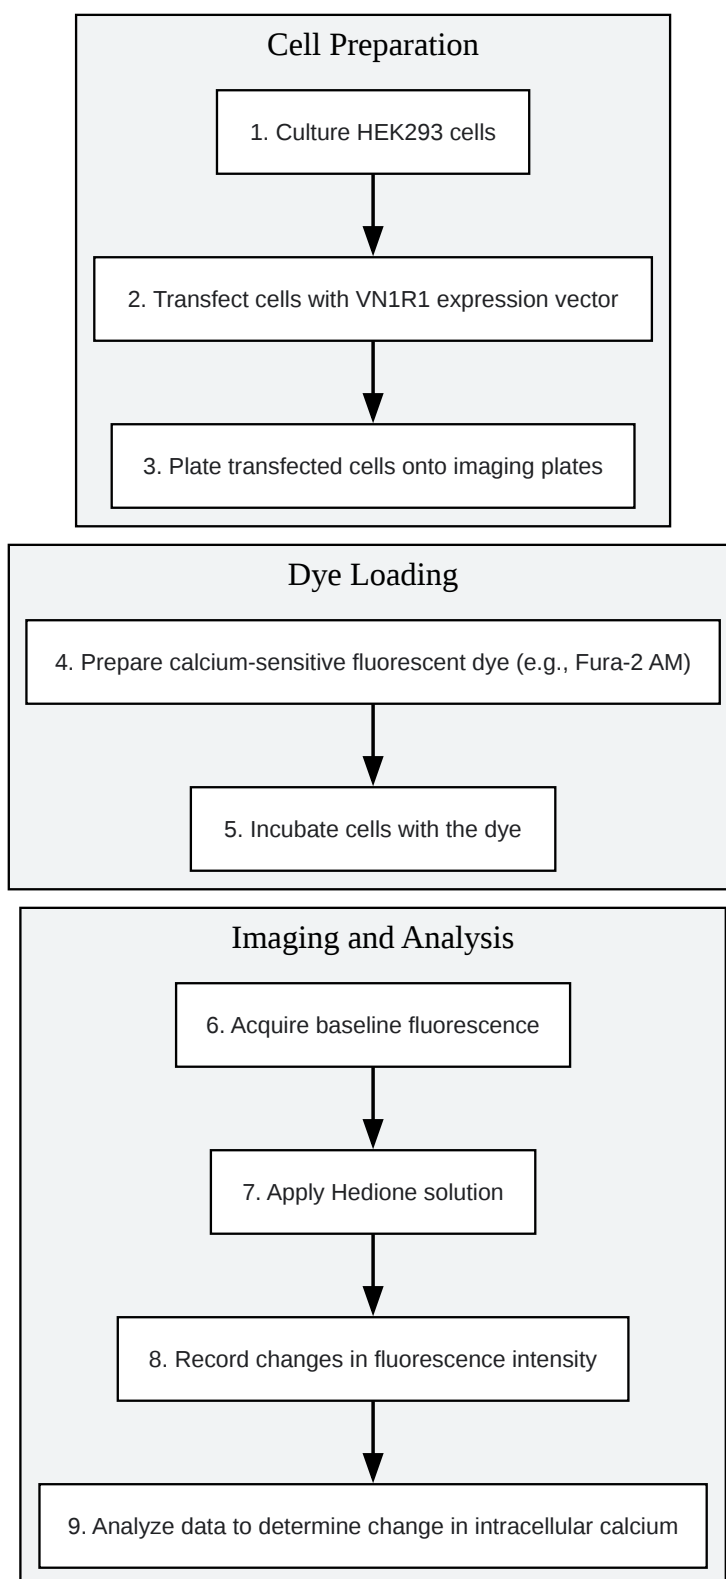 Cell Preparation
1. Culture HEK293 cells
2. Transfect cells with VN1R1 expression vector
3. Plate transfected cells onto imaging plates
Dye Loading
4. Prepare calcium-sensitive fluorescent dye (e.g., Fura-2 AM)
5. Incubate cells with the dye
Imaging and Analysis
6. Acquire baseline fluorescence
7. Apply Hedione solution
8. Record changes in fluorescence intensity
9. Analyze data to determine change in intracellular calcium